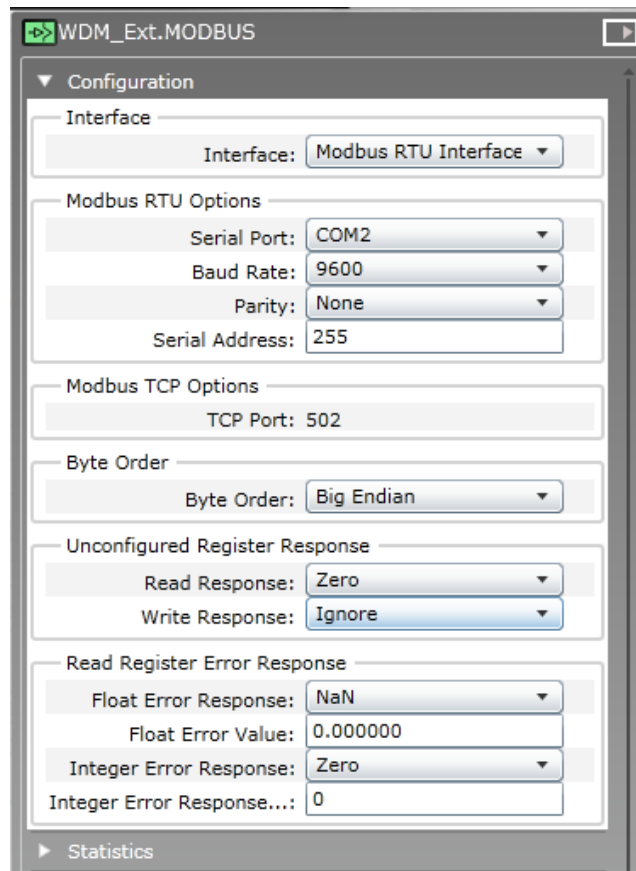 WDM_Ext.MODBUS
Configuration
Interface
Interface: Modbus RTU Interface
Modbus RTU Options
Serial Port: COM2
Baud Rate: 9600
Parity: None
Serial Address: 255
Modbus TCP Options
TCP Port: 502
Byte Order
Byte Order: Big Endian
Unconfigured Register Response
Read Response: Zero
Write Response: Ignore
Read Register Error Response
Float Error Response: NaN
Float Error Value: 0.000000
Integer Error Response: Zero
Integer Error Response...: 0
Statistics